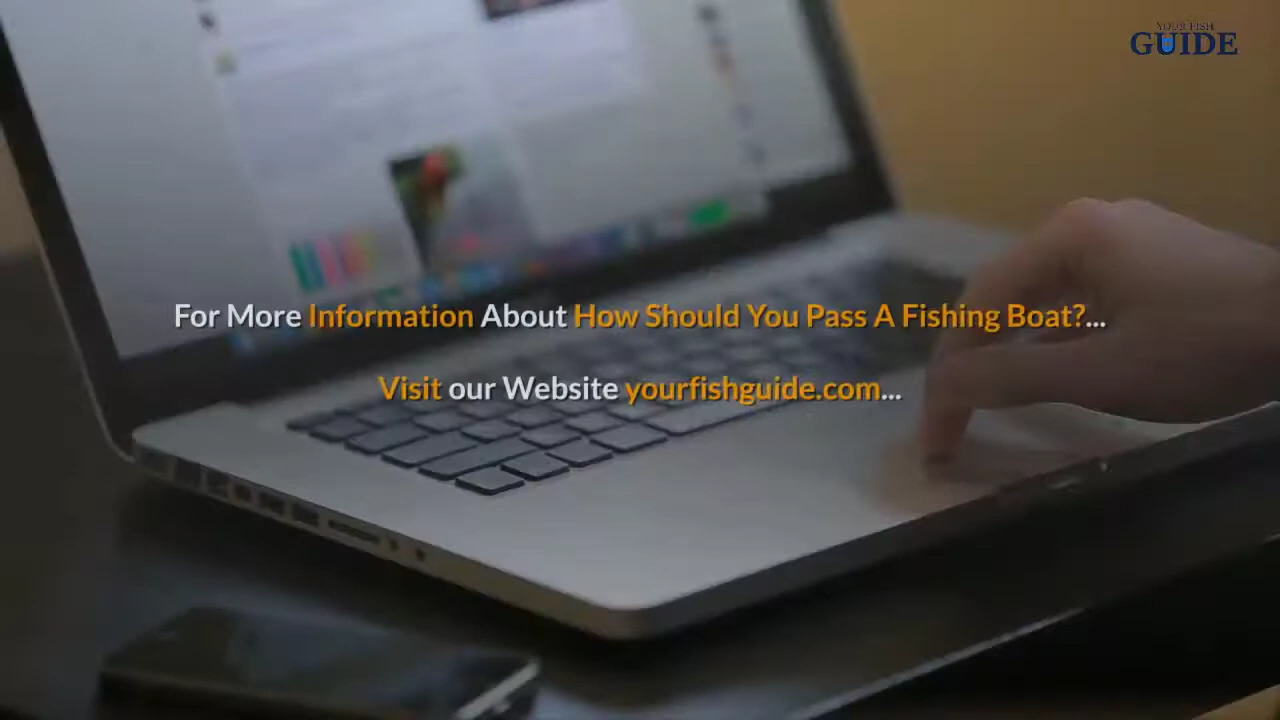 YOUR FISH
GUIDE
For More Information About How Should You Pass A Fishing Boat?...
Visit our Website yourfishguide.com...